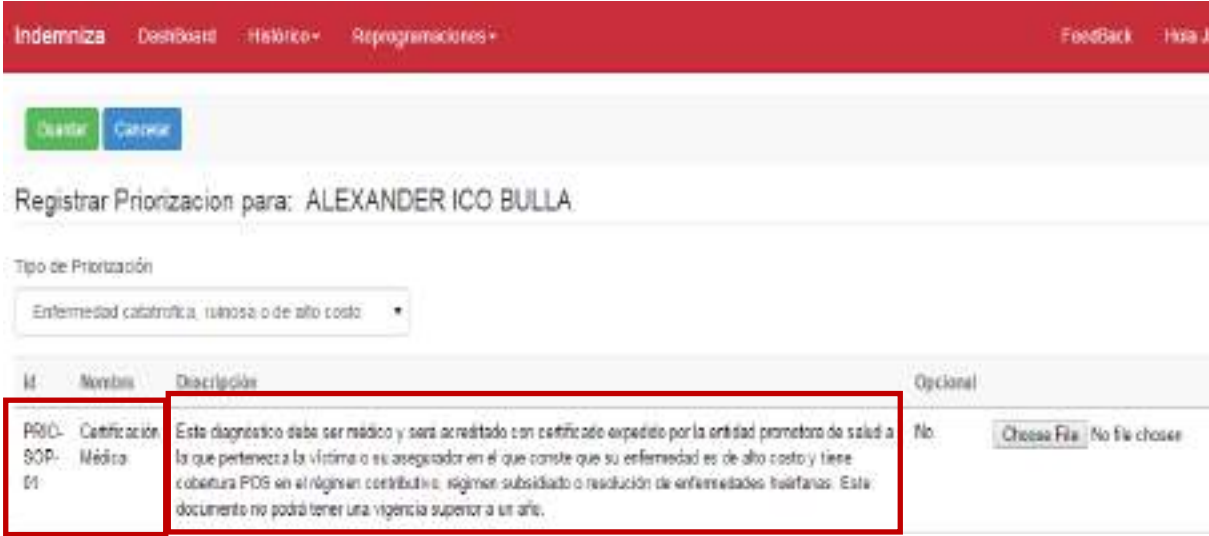 Indemniza DashBoard Histórico Reprogramaciones FeedBack Hola J
Guardar Cancelar
Registrar Priorizacion para: ALEXANDER ICO BULLA
Tipo de Priorización
Enfermedad catatrofica, ruinosa o de alto costo
Id Nombre Descripción Opcional
PRIO-SOP-01 Certificación Médica
Este diagnóstico debe ser médico y será acreditado con certificado expedido por la entidad promotora de salud a
la que pertenezca la víctima o su asegurador en el que conste que su enfermedad es de alto costo y tiene
cobertura POS en el régimen contributivo, régimen subsidiado o resolución de enfermedades huérfanas. Este
documento no podrá tener una vigencia superior a un año.
No Choose File No file chosen